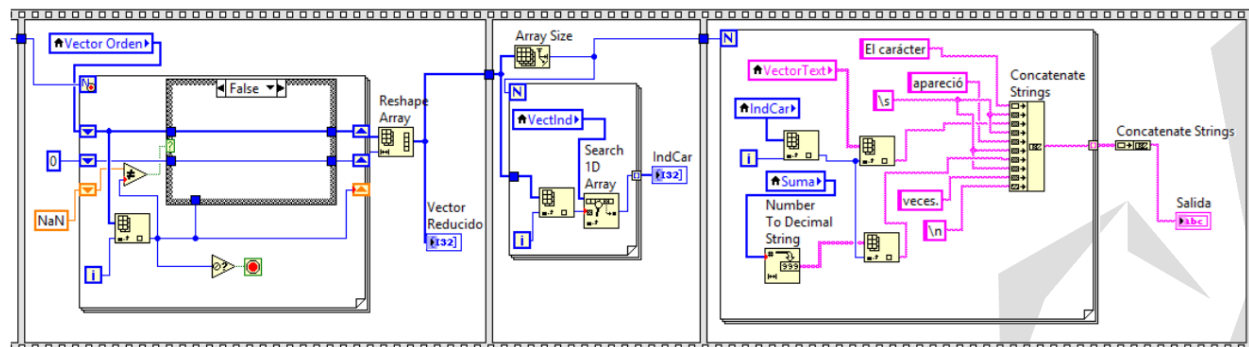 Vector Orden
N
False
0
NaN
i
Reshape
Array
Vector
Reducido
I32
Array Size
N
VectInd
Search
1D
Array
i
IndCar
I32
N
El carácter
VectorText
apareció
\s
IndCar
i
Suma
Number
To Decimal
String
999
veces.
\n
Concatenate
Strings
Concatenate Strings
Salida
abc